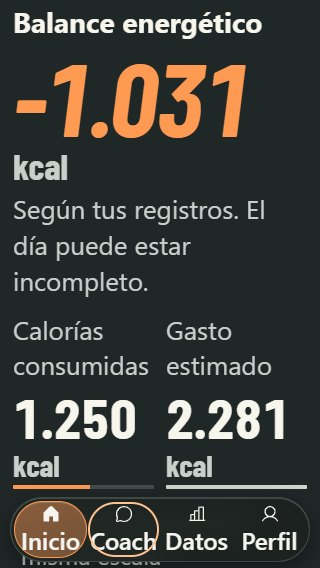 Balance energético
-1.031
kcal
Según tus registros. El
día puede estar
incompleto.
Calorías consumidas
Gasto estimado
1.250 kcal
2.281 kcal
Inicio
Coach
Datos
Perfil